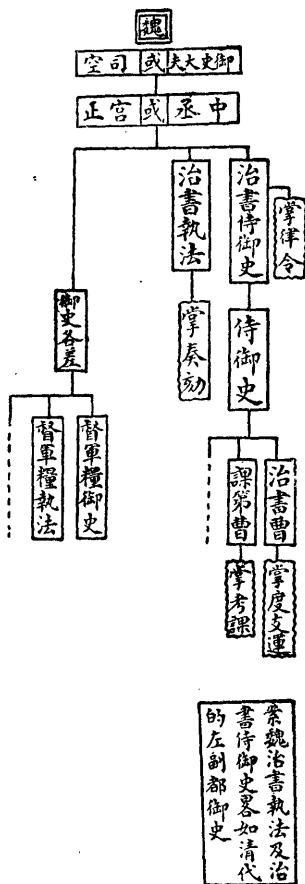 魏
御史大夫或司空
中丞或宫正
掌律令
治書侍御史
侍御史
治書曹
掌度支運
課第曹
掌考課
治書執法
掌奏劾
御史各差
督軍糧御史
督軍糧執法
案魏治書執法及治
書侍御史畧如清代
的左副都御史